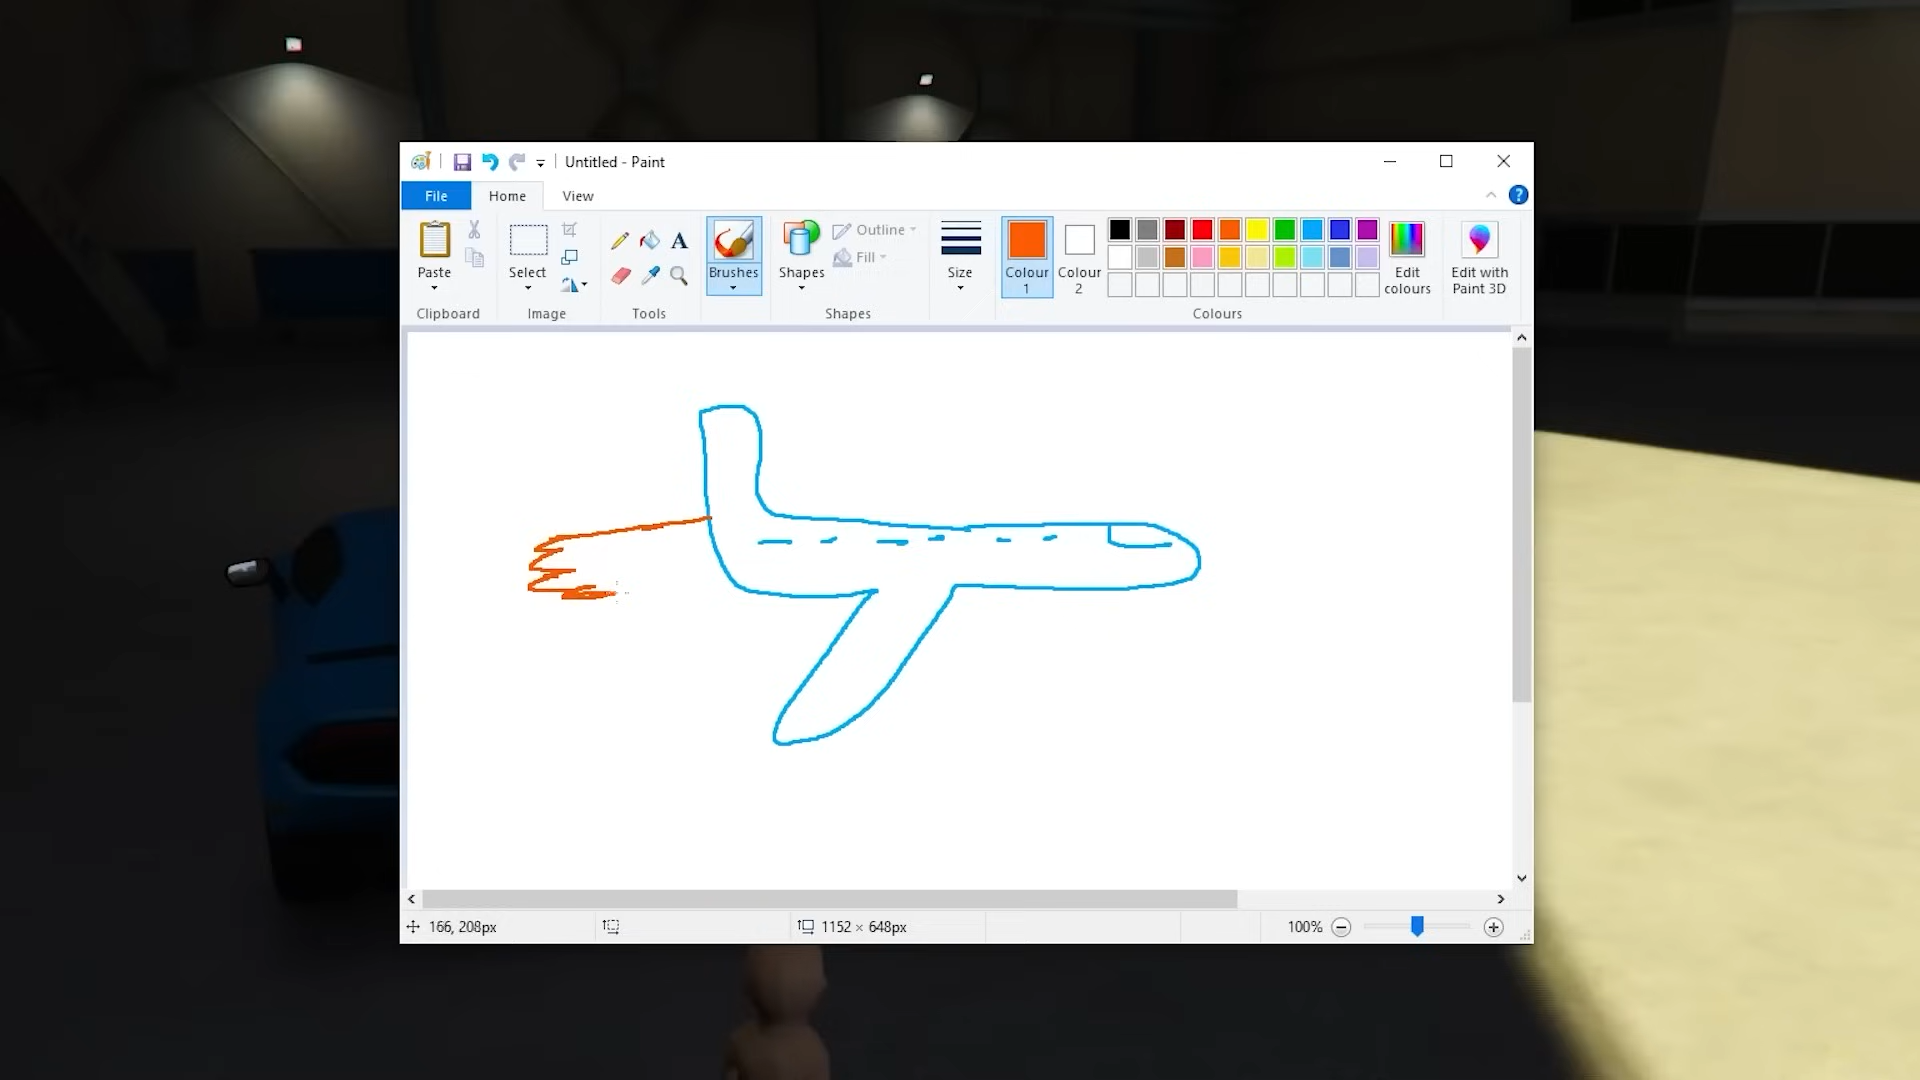 Untitled - Paint
File Home View ?
Paste Select A Brushes Shapes Outline Fill Size Colour 1 Colour 2 Edit colours Edit with Paint 3D
Clipboard Image Tools Shapes Colours
166, 208px 1152 × 648px 100%